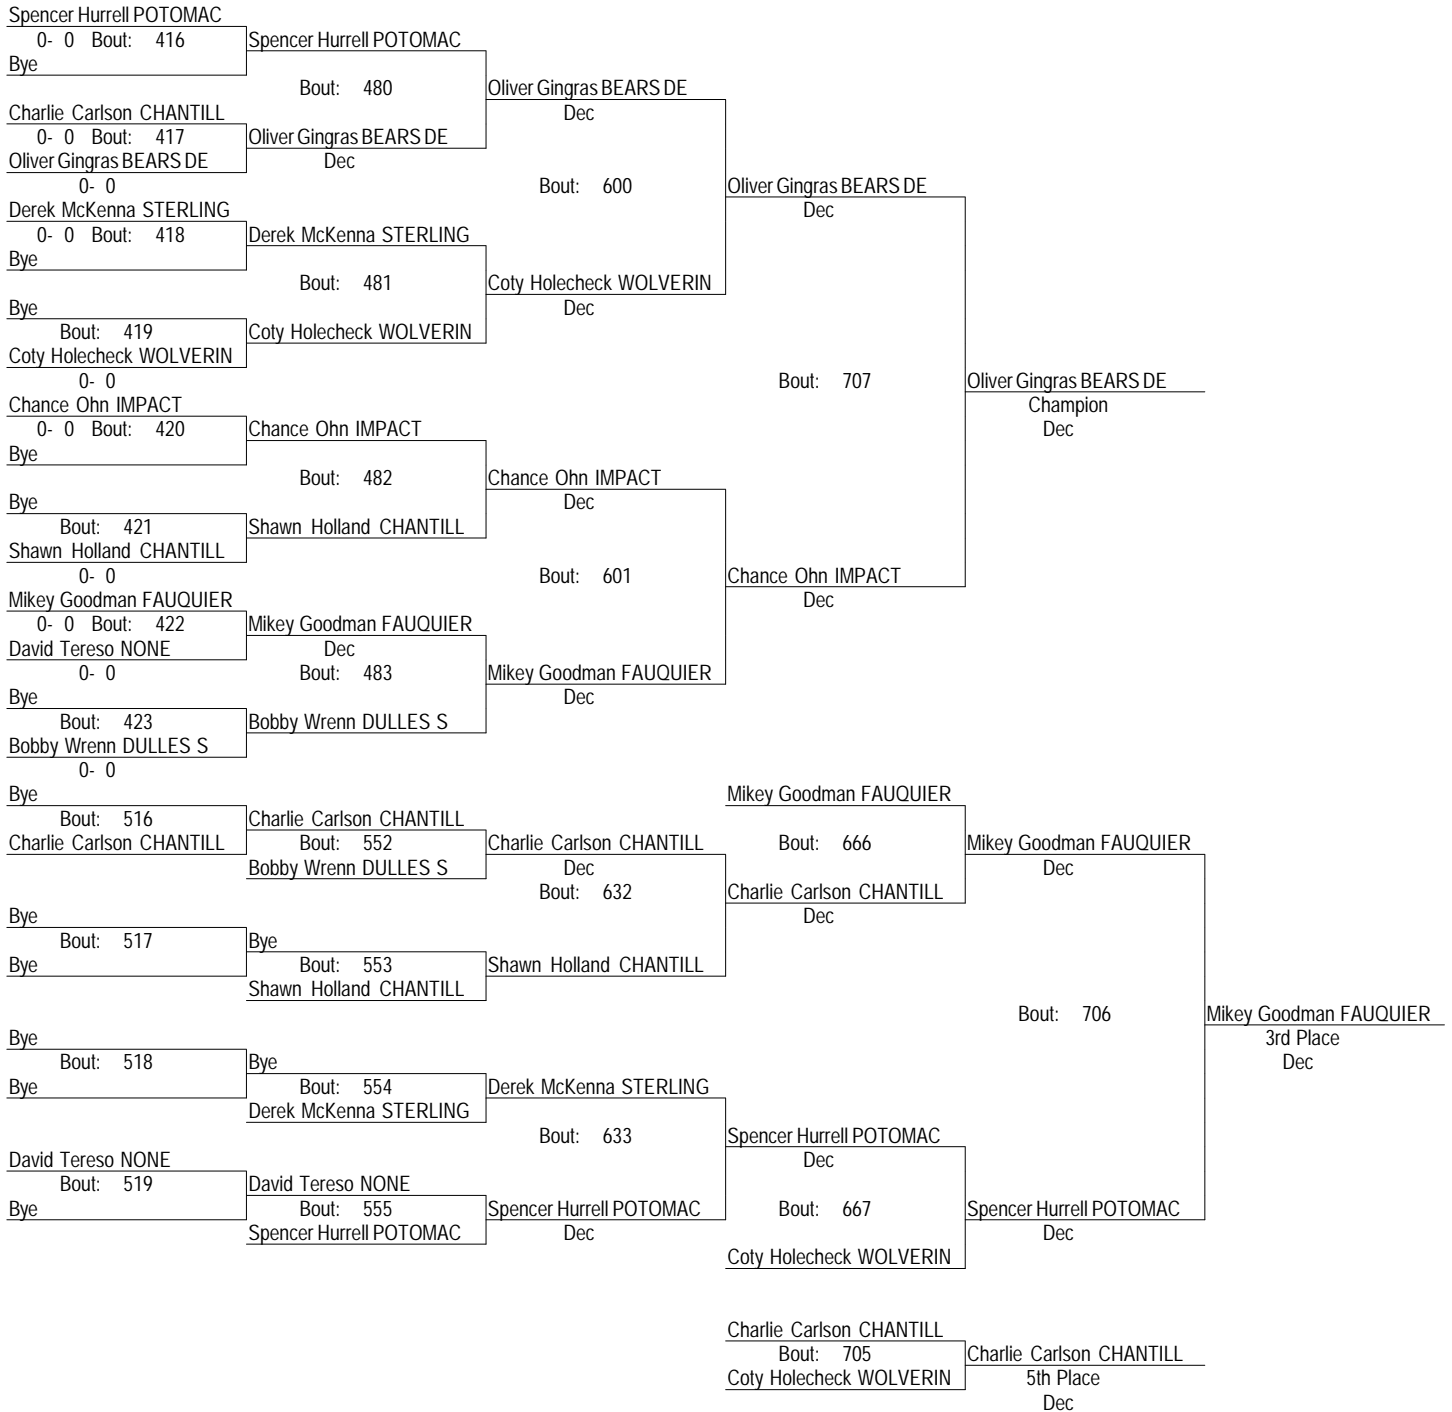 Spencer Hurrell POTOMAC
0- 0 Bout: 416 Spencer Hurrell POTOMAC
Bye
Bout: 480 Oliver Gingras BEARS DE
Charlie Carlson CHANTILL Dec
0- 0 Bout: 417 Oliver Gingras BEARS DE
Oliver Gingras BEARS DE Dec
0- 0 Bout: 600 Oliver Gingras BEARS DE
Derek McKenna STERLING Dec
0- 0 Bout: 418 Derek McKenna STERLING
Bye
Bout: 481 Coty Holecheck WOLVERIN
Bye Dec
Bout: 419 Coty Holecheck WOLVERIN
Coty Holecheck WOLVERIN
0- 0 Bout: 707 Oliver Gingras BEARS DE
Chance Ohn IMPACT Champion
0- 0 Bout: 420 Chance Ohn IMPACT Dec
Bye
Bout: 482 Chance Ohn IMPACT
Bye Dec
Bout: 421 Shawn Holland CHANTILL
Shawn Holland CHANTILL
0- 0 Bout: 601 Chance Ohn IMPACT
Mikey Goodman FAUQUIER Dec
0- 0 Bout: 422 Mikey Goodman FAUQUIER
David Tereso NONE Dec
0- 0 Bout: 483 Mikey Goodman FAUQUIER
Bye Dec
Bout: 423 Bobby Wrenn DULLES S
Bobby Wrenn DULLES S
0- 0
Bye Mikey Goodman FAUQUIER
Bout: 516 Charlie Carlson CHANTILL
Charlie Carlson CHANTILL Bout: 552 Charlie Carlson CHANTILL Bout: 666 Mikey Goodman FAUQUIER
Bobby Wrenn DULLES S Dec Dec
Bout: 632 Charlie Carlson CHANTILL
Bye Dec
Bout: 517 Bye
Bye Bout: 553 Shawn Holland CHANTILL
Shawn Holland CHANTILL
Bout: 706 Mikey Goodman FAUQUIER
Bye 3rd Place
Bout: 518 Bye Dec
Bye Bout: 554 Derek McKenna STERLING
Derek McKenna STERLING
Bout: 633 Spencer Hurrell POTOMAC
David Tereso NONE Dec
Bout: 519 David Tereso NONE
Bye Bout: 555 Spencer Hurrell POTOMAC Bout: 667 Spencer Hurrell POTOMAC
Spencer Hurrell POTOMAC Dec Dec
Coty Holecheck WOLVERIN
Charlie Carlson CHANTILL
Bout: 705 Charlie Carlson CHANTILL
Coty Holecheck WOLVERIN 5th Place
Dec